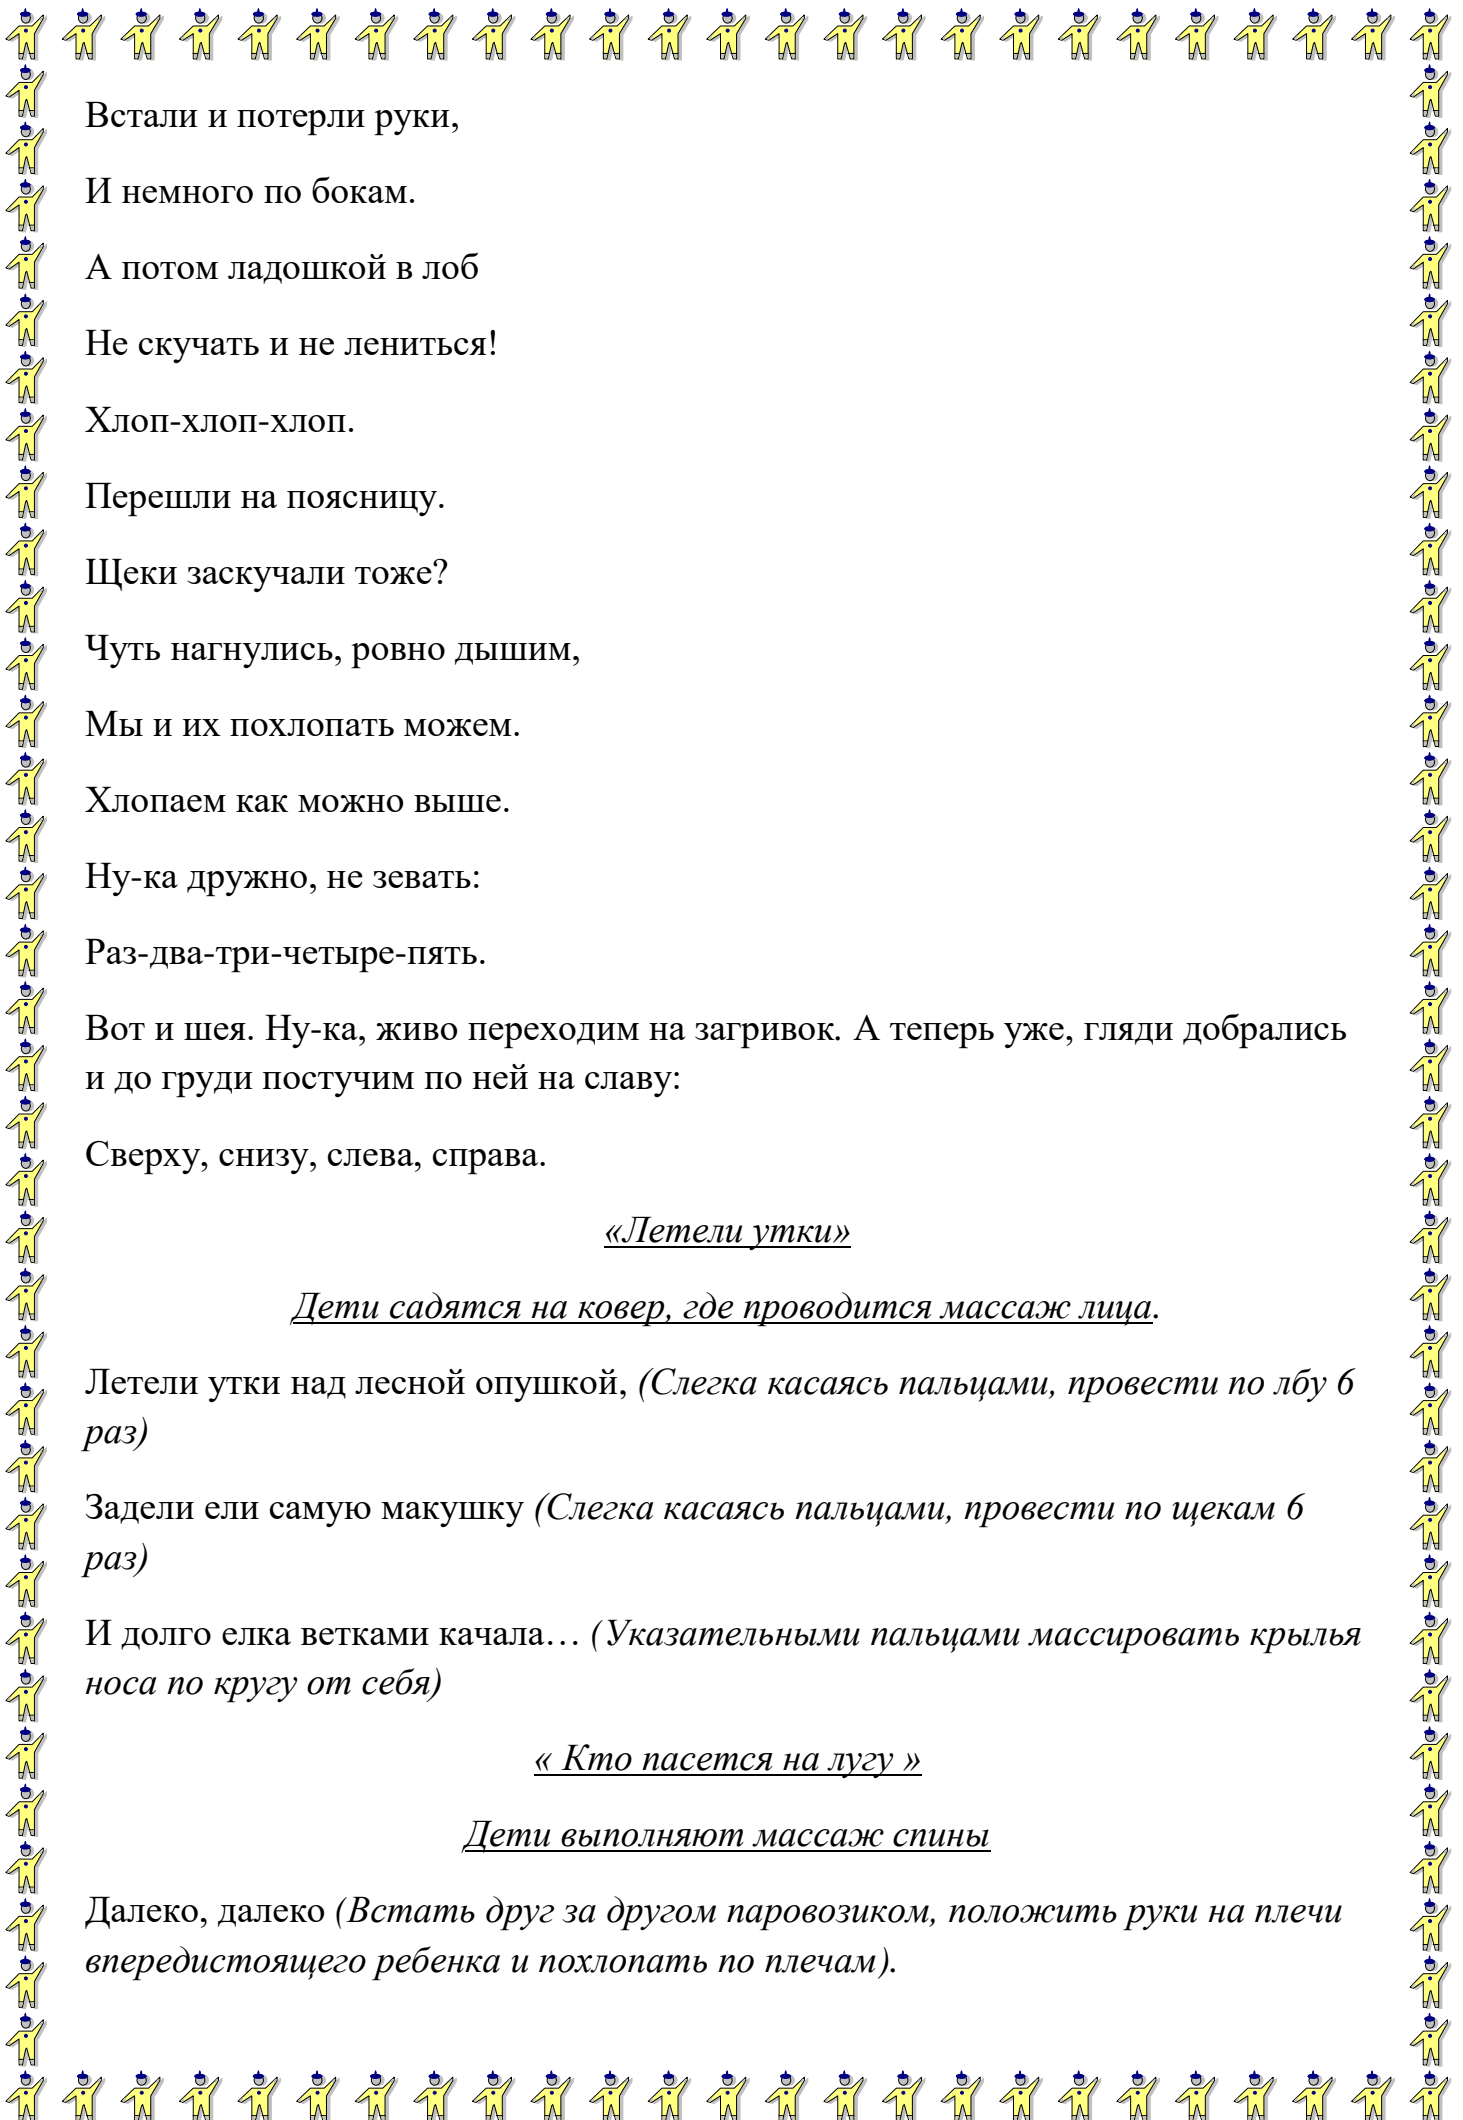 Встали и потерли руки,
И немного по бокам.
А потом ладошкой в лоб
Не скучать и не лениться!
Хлоп-хлоп-хлоп.
Перешли на поясницу.
Щеки заскучали тоже?
Чуть нагнулись, ровно дышим,
Мы и их похлопать можем.
Хлопаем как можно выше.
Ну-ка дружно, не зевать:
Раз-два-три-четыре-пять.
Вот и шея. Ну-ка, живо переходим на загривок. А теперь уже, гляди добрались
и до груди постучим по ней на славу:
Сверху, снизу, слева, справа.
«Летели утки»
Дети садятся на ковер, где проводится массаж лица.
Летели утки над лесной опушкой, (Слегка касаясь пальцами, провести по лбу 6
раз)
Задели ели самую макушку (Слегка касаясь пальцами, провести по щекам 6
раз)
И долго елка ветками качала… (Указательными пальцами массировать крылья
носа по кругу от себя)
« Кто пасется на лугу »
Дети выполняют массаж спины
Далеко, далеко (Встать друг за другом паровозиком, положить руки на плечи
впередистоящего ребенка и похлопать по плечам).